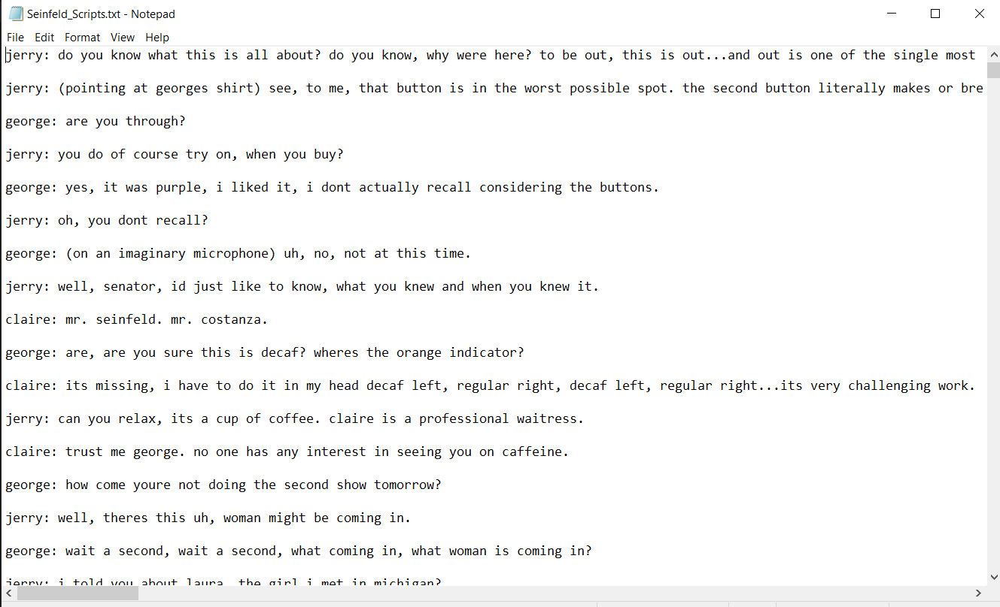 Seinfeld_Scripts.txt - Notepad
File Edit Format View Help
jerry: do you know what this is all about? do you know, why were here? to be out, this is out...and out is one of the single most
jerry: (pointing at georges shirt) see, to me, that button is in the worst possible spot. the second button literally makes or bre
george: are you through?
jerry: you do of course try on, when you buy?
george: yes, it was purple, i liked it, i dont actually recall considering the buttons.
jerry: oh, you dont recall?
george: (on an imaginary microphone) uh, no, not at this time.
jerry: well, senator, id just like to know, what you knew and when you knew it.
claire: mr. seinfeld. mr. costanza.
george: are, are you sure this is decaf? wheres the orange indicator?
claire: its missing, i have to do it in my head decaf left, regular right, decaf left, regular right...its very challenging work.
jerry: can you relax, its a cup of coffee. claire is a professional waitress.
claire: trust me george. no one has any interest in seeing you on caffeine.
george: how come youre not doing the second show tomorrow?
jerry: well, theres this uh, woman might be coming in.
george: wait a second, wait a second, what coming in, what woman is coming in?
jerry: i told you about laura, the girl i met in michigan?